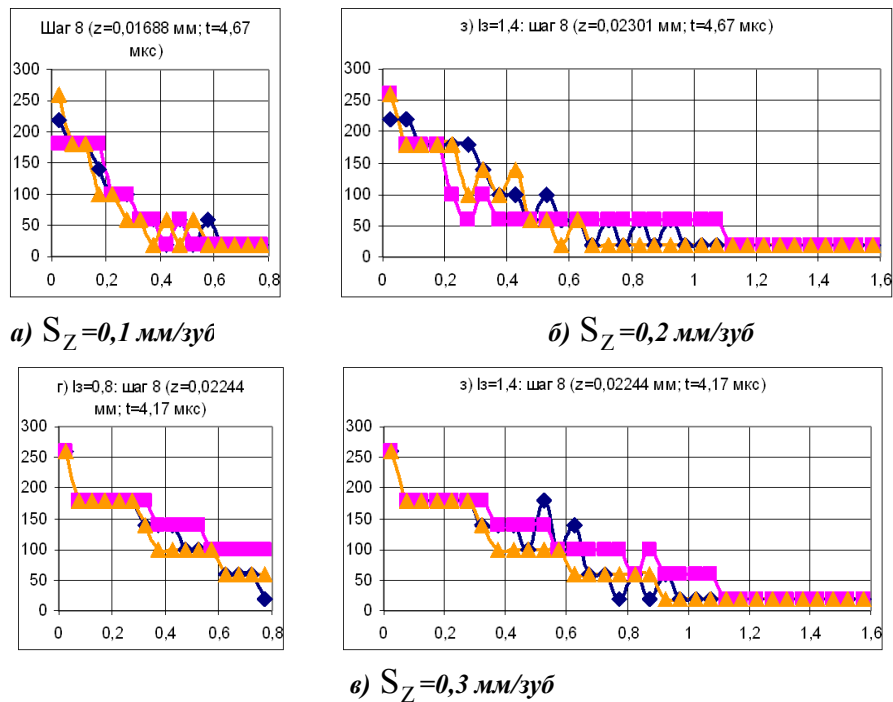 Шаг 8 (z=0,01688 мм; t=4,67
мкс)
300
250
200
150
100
50
0
0 0,2 0,4 0,6 0,8
з) lз=1,4: шаг 8 (z=0,02301 мм; t=4,67 мкс)
300
250
200
150
100
50
0
0 0,2 0,4 0,6 0,8 1 1,2 1,4 1,6
а) S_Z=0,1 мм/зуб
б) S_Z=0,2 мм/зуб
г) lз=0,8: шаг 8 (z=0,02244
мм; t=4,17 мкс)
300
250
200
150
100
50
0
0 0,2 0,4 0,6 0,8
з) lз=1,4: шаг 8 (z=0,02244 мм; t=4,17 мкс)
300
250
200
150
100
50
0
0 0,2 0,4 0,6 0,8 1 1,2 1,4 1,6
в) S_Z=0,3 мм/зуб